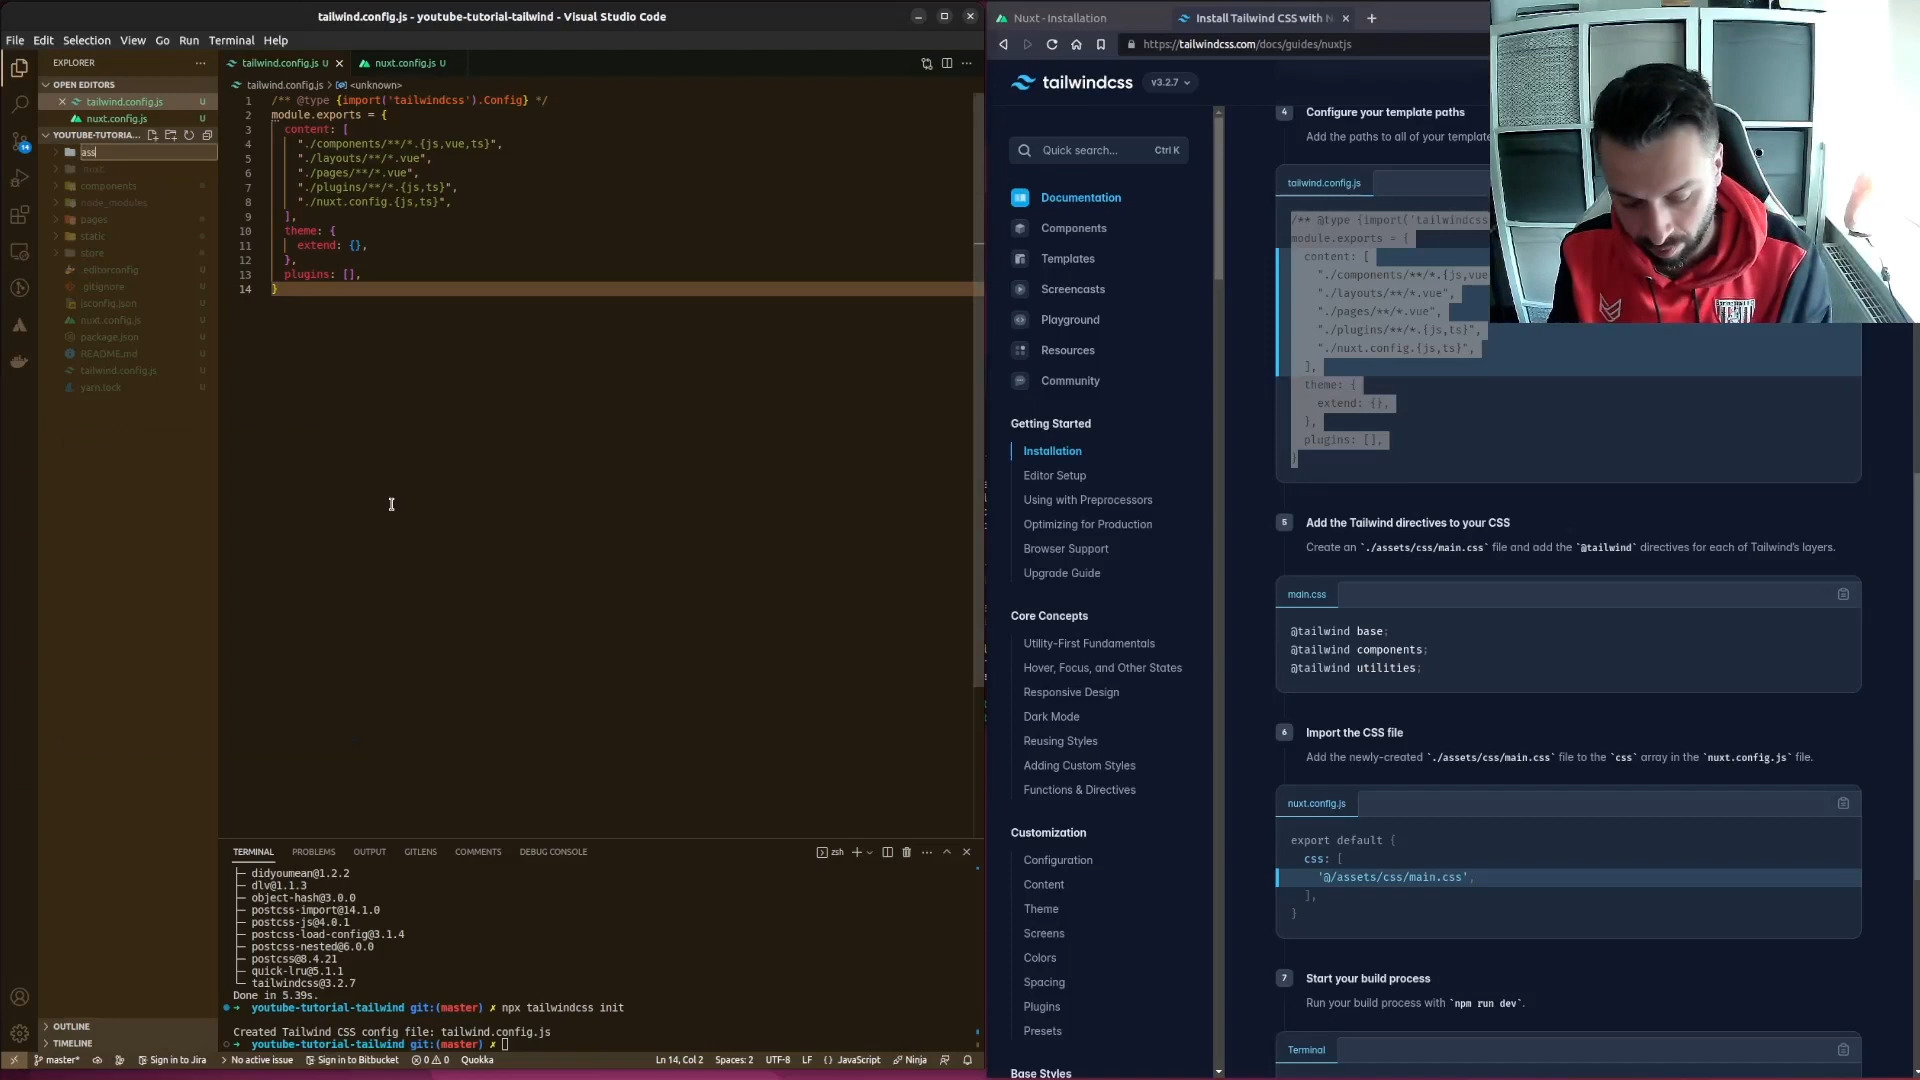 tailwind.config.js - youtube-tutorial-tailwind - Visual Studio Code
File Edit Selection View Go Run Terminal Help
EXPLORER
OPEN EDITORS
tailwind.config.js U
nuxt.config.js U
YOUTUBE-TUTORIA...
ass
.nuxt
components
node_modules
pages
static
store
.editorconfig
.gitignore U
jsconfig.json U
nuxt.config.js U
package.json U
README.md U
tailwind.config.js U
yarn.lock U
OUTLINE
TIMELINE
14
tailwind.config.js U
nuxt.config.js U
tailwind.config.js > <unknown>
1 /** @type {import('tailwindcss').Config} */
2 module.exports = {
3 content: [
4 "./components/**/*.{js,vue,ts}",
5 "./layouts/**/*.vue",
6 "./pages/**/*.vue",
7 "./plugins/**/*.{js,ts}",
8 "./nuxt.config.{js,ts}",
9 ],
10 theme: {
11 extend: {},
12 },
13 plugins: [],
14 }
TERMINAL PROBLEMS OUTPUT GITLENS COMMENTS DEBUG CONSOLE
zsh
├─ didyoumean@1.2.2
├─ dlv@1.1.3
├─ object-hash@3.0.0
├─ postcss-import@14.1.0
├─ postcss-js@4.0.1
├─ postcss-load-config@3.1.4
├─ postcss-nested@6.0.0
├─ postcss@8.4.21
├─ quick-lru@5.1.1
└─ tailwindcss@3.2.7
Done in 5.39s.
➜ youtube-tutorial-tailwind git:(master) ✗ npx tailwindcss init
Created Tailwind CSS config file: tailwind.config.js
➜ youtube-tutorial-tailwind git:(master) ✗
master* Sign in to Jira No active issue Sign in to Bitbucket 0 0 Quokka Ln 14, Col 2 Spaces: 2 UTF-8 LF {} JavaScript Ninja
Nuxt - Installation
Install Tailwind CSS with N
https://tailwindcss.com/docs/guides/nuxtjs
tailwindcss v3.2.7
Quick search... Ctrl K
Documentation
Components
Templates
Screencasts
Playground
Resources
Community
Getting Started
Installation
Editor Setup
Using with Preprocessors
Optimizing for Production
Browser Support
Upgrade Guide
Core Concepts
Utility-First Fundamentals
Hover, Focus, and Other States
Responsive Design
Dark Mode
Reusing Styles
Adding Custom Styles
Functions & Directives
Customization
Configuration
Content
Theme
Screens
Colors
Spacing
Plugins
Presets
Base Styles
4 Configure your template paths
Add the paths to all of your template
tailwind.config.js
/** @type {import('tailwindcss
module.exports = {
content: [
"./components/**/*.{js,vue
"./layouts/**/*.vue",
"./pages/**/*.vue",
"./plugins/**/*.{js,ts}",
"./nuxt.config.{js,ts}",
],
theme: {
extend: {},
},
plugins: [],
}
5 Add the Tailwind directives to your CSS
Create an `./assets/css/main.css` file and add the `@tailwind` directives for each of Tailwind's layers.
main.css
@tailwind base;
@tailwind components;
@tailwind utilities;
6 Import the CSS file
Add the newly-created `./assets/css/main.css` file to the `css` array in the `nuxt.config.js` file.
nuxt.config.js
export default {
css: [
'@/assets/css/main.css',
],
}
7 Start your build process
Run your build process with `npm run dev`.
Terminal